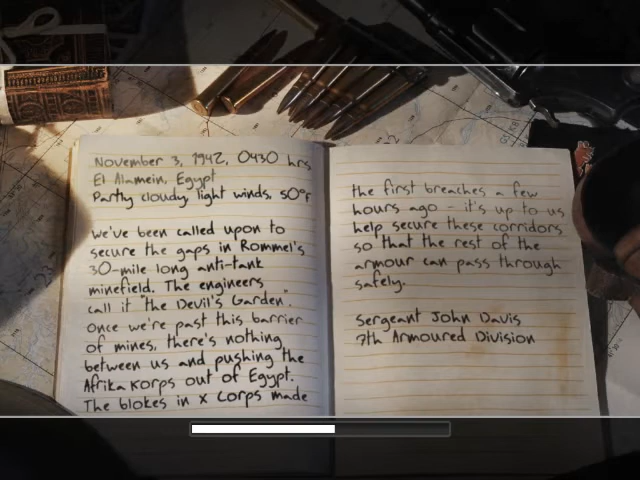 November 3, 1942, 0430 hrs
El Alamein, Egypt
Partly cloudy, light winds, 50°F
We've been called upon to
secure the gaps in Rommel's
30-mile long anti-tank
minefield. The engineers
call it "the Devil's Garden".
Once we're past this barrier
of mines, there's nothing
between us and pushing the
Afrika Korps out of Egypt.
The blokes in X Corps made
the first breaches a few
hours ago - it's up to us
help secure these corridors
so that the rest of the
armour can pass through
safely.
Sergeant John Davis
7th Armoured Division